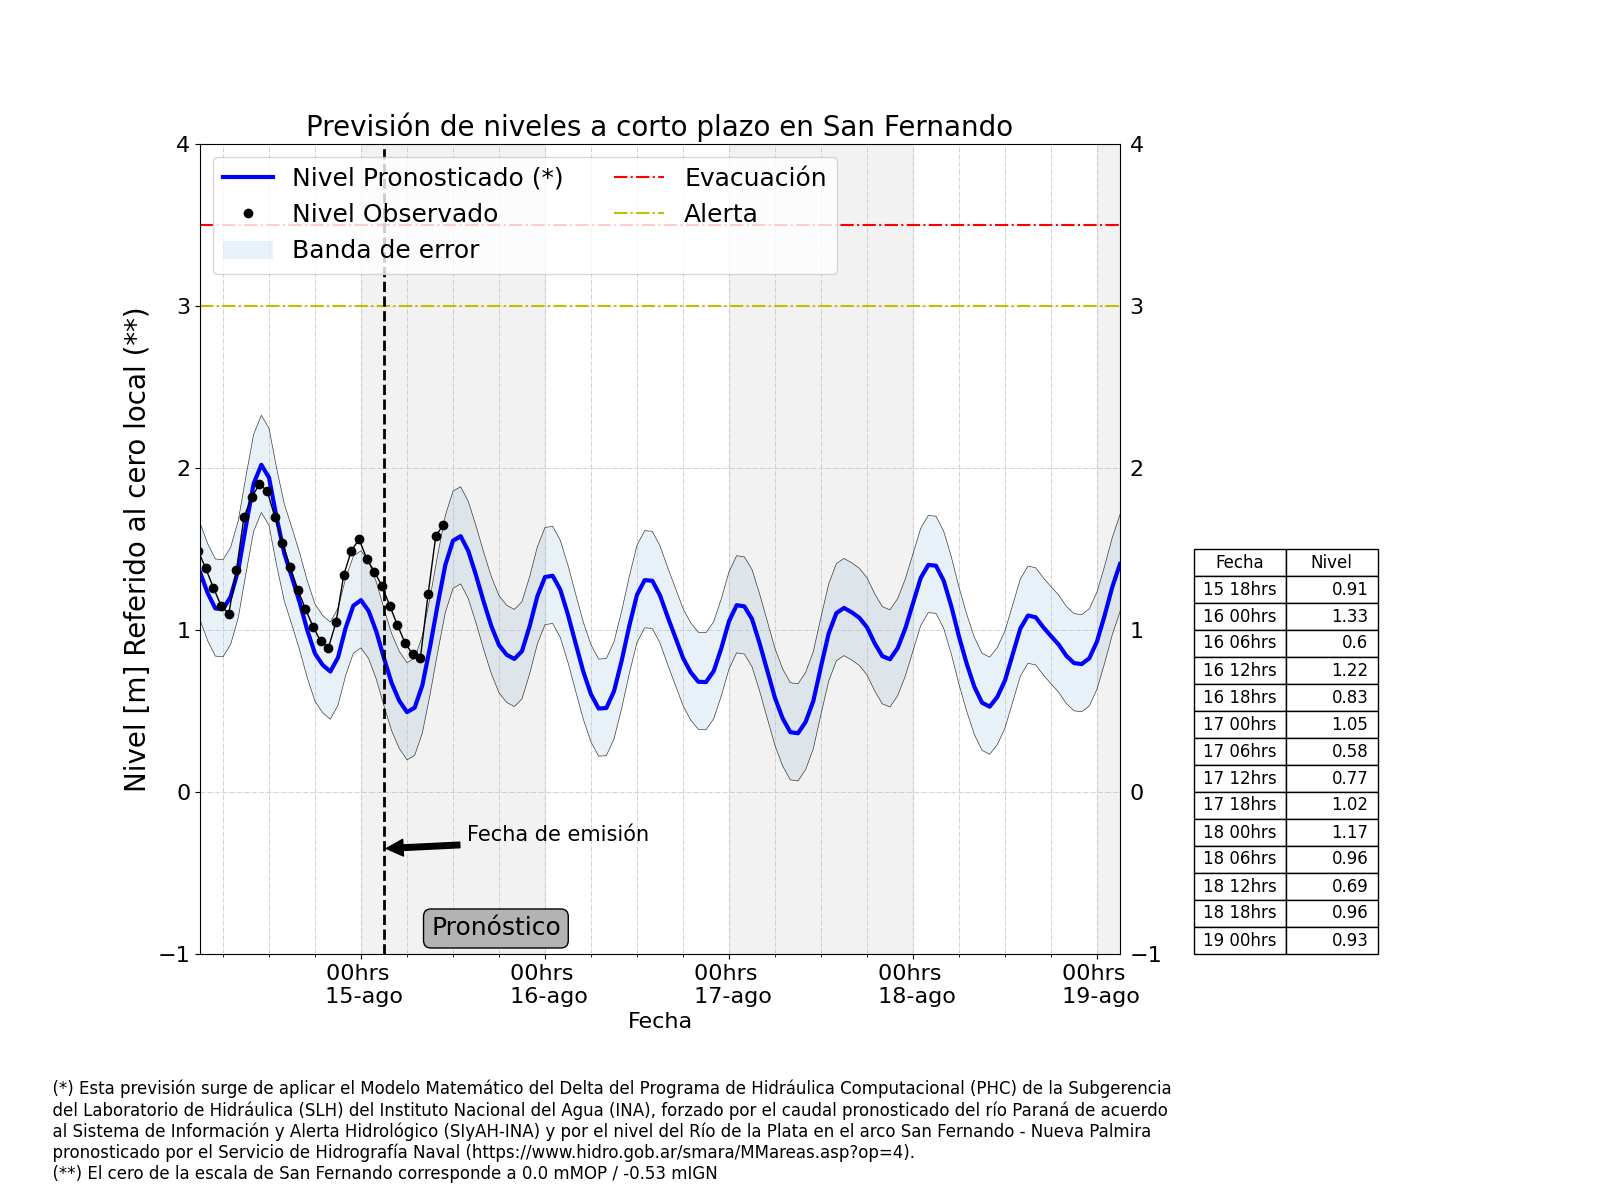 Previsión de niveles a corto plazo en San Fernando
Nivel Pronosticado (*)
Nivel Observado
Banda de error
Evacuación
Alerta
Nivel [m] Referido al cero local (**)
4
3
2
1
0
−1
4
3
2
1
0
−1
Fecha de emisión
Pronóstico
00hrs
15-ago
00hrs
16-ago
00hrs
17-ago
00hrs
18-ago
00hrs
19-ago
Fecha
Fecha Nivel
15 18hrs 0.91
16 00hrs 1.33
16 06hrs 0.6
16 12hrs 1.22
16 18hrs 0.83
17 00hrs 1.05
17 06hrs 0.58
17 12hrs 0.77
17 18hrs 1.02
18 00hrs 1.17
18 06hrs 0.96
18 12hrs 0.69
18 18hrs 0.96
19 00hrs 0.93
(*) Esta previsión surge de aplicar el Modelo Matemático del Delta del Programa de Hidráulica Computacional (PHC) de la Subgerencia
del Laboratorio de Hidráulica (SLH) del Instituto Nacional del Agua (INA), forzado por el caudal pronosticado del río Paraná de acuerdo
al Sistema de Información y Alerta Hidrológico (SIyAH-INA) y por el nivel del Río de la Plata en el arco San Fernando - Nueva Palmira
pronosticado por el Servicio de Hidrografía Naval (https://www.hidro.gob.ar/smara/MMareas.asp?op=4).
(**) El cero de la escala de San Fernando corresponde a 0.0 mMOP / -0.53 mIGN